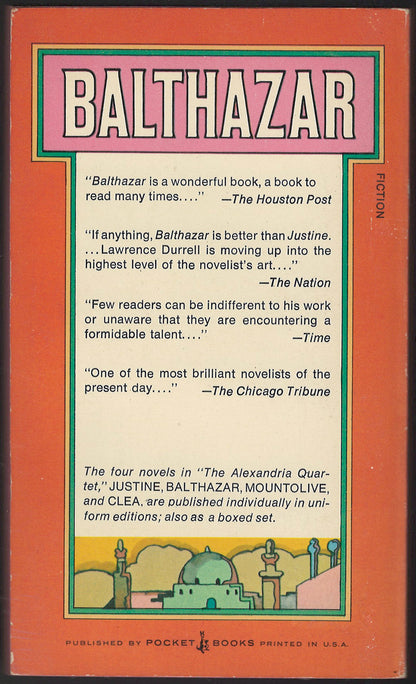 BALTHAZAR
FICTION
"Balthazar is a wonderful book, a book to
read many times...." —The Houston Post
"If anything, Balthazar is better than Justine.
...Lawrence Durrell is moving up into the
highest level of the novelist's art...."
—The Nation
"Few readers can be indifferent to his work
or unaware that they are encountering a
formidable talent...." —Time
"One of the most brilliant novelists of the
present day...." —The Chicago Tribune
The four novels in "The Alexandria Quar-
tet," JUSTINE, BALTHAZAR, MOUNTOLIVE,
and CLEA, are published individually in uni-
form editions; also as a boxed set.
PUBLISHED BY POCKET BOOKS PRINTED IN U.S.A.